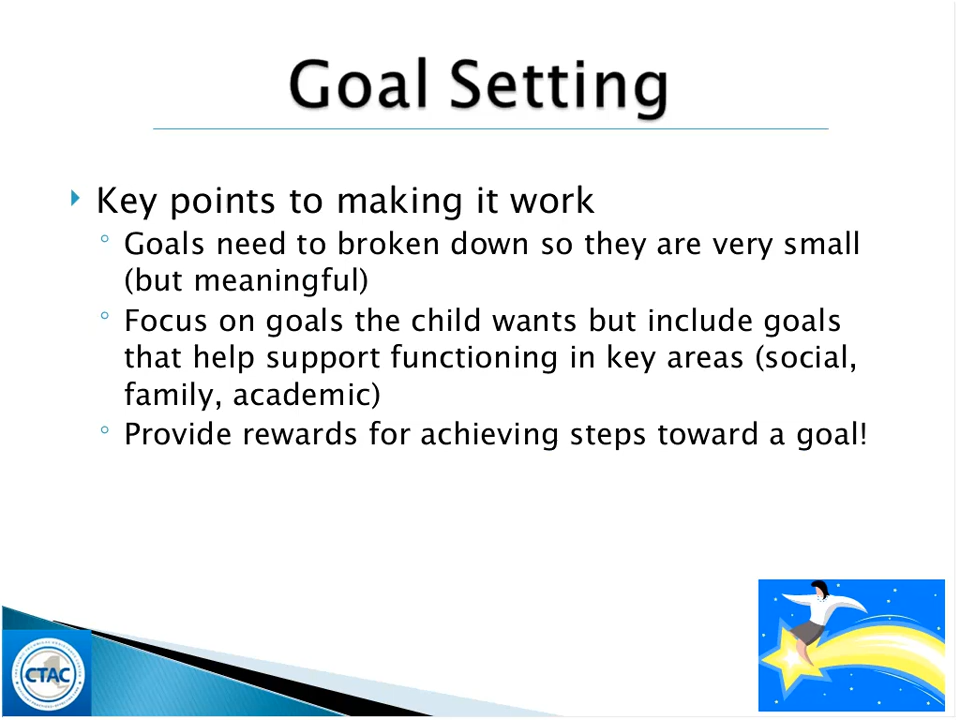 Goal Setting
Key points to making it work
Goals need to broken down so they are very small
(but meaningful)
Focus on goals the child wants but include goals
that help support functioning in key areas (social,
family, academic)
Provide rewards for achieving steps toward a goal!
CTAC